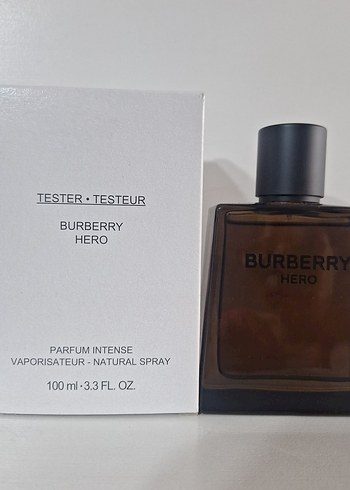 TESTER • TESTEUR
BURBERRY
HERO
PARFUM INTENSE
VAPORISATEUR - NATURAL SPRAY
100 ml • 3.3 FL. OZ.
BURBERRY
HERO